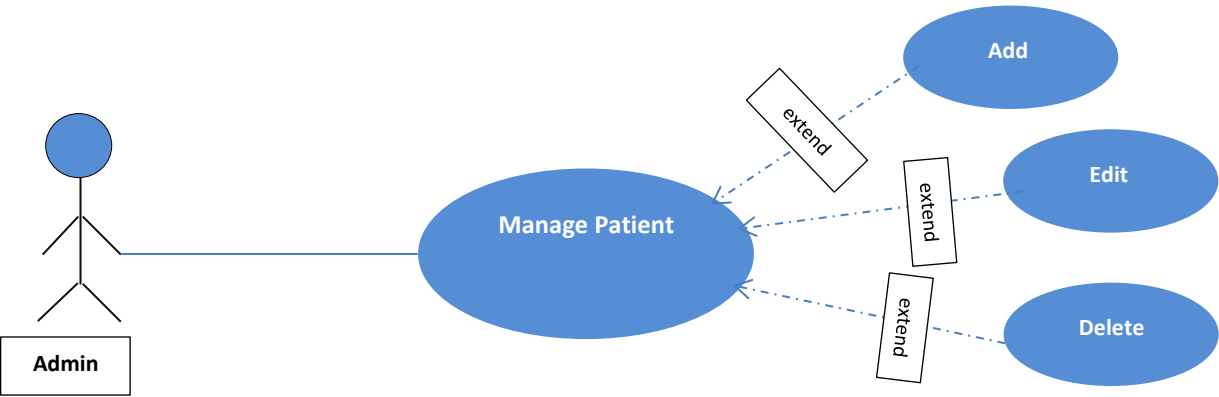 Add
extend
Edit
extend
Manage Patient
extend
Delete
Admin